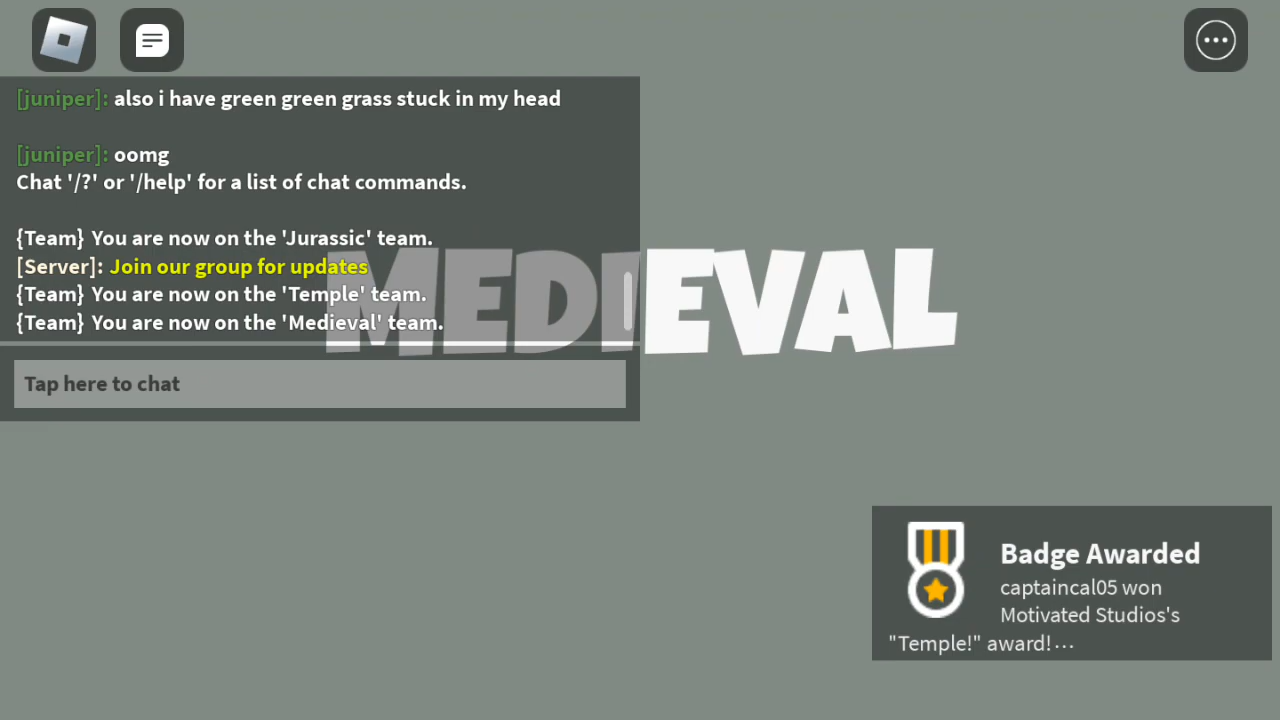 [juniper]: also i have green green grass stuck in my head
[juniper]: oomg
Chat '/?' or '/help' for a list of chat commands.
{Team} You are now on the 'Jurassic' team.
[Server]: Join our group for updates
{Team} You are now on the 'Temple' team.
{Team} You are now on the 'Medieval' team.
MEDIEVAL
Tap here to chat
Badge Awarded
captaincal05 won
Motivated Studios's
"Temple!" award!...